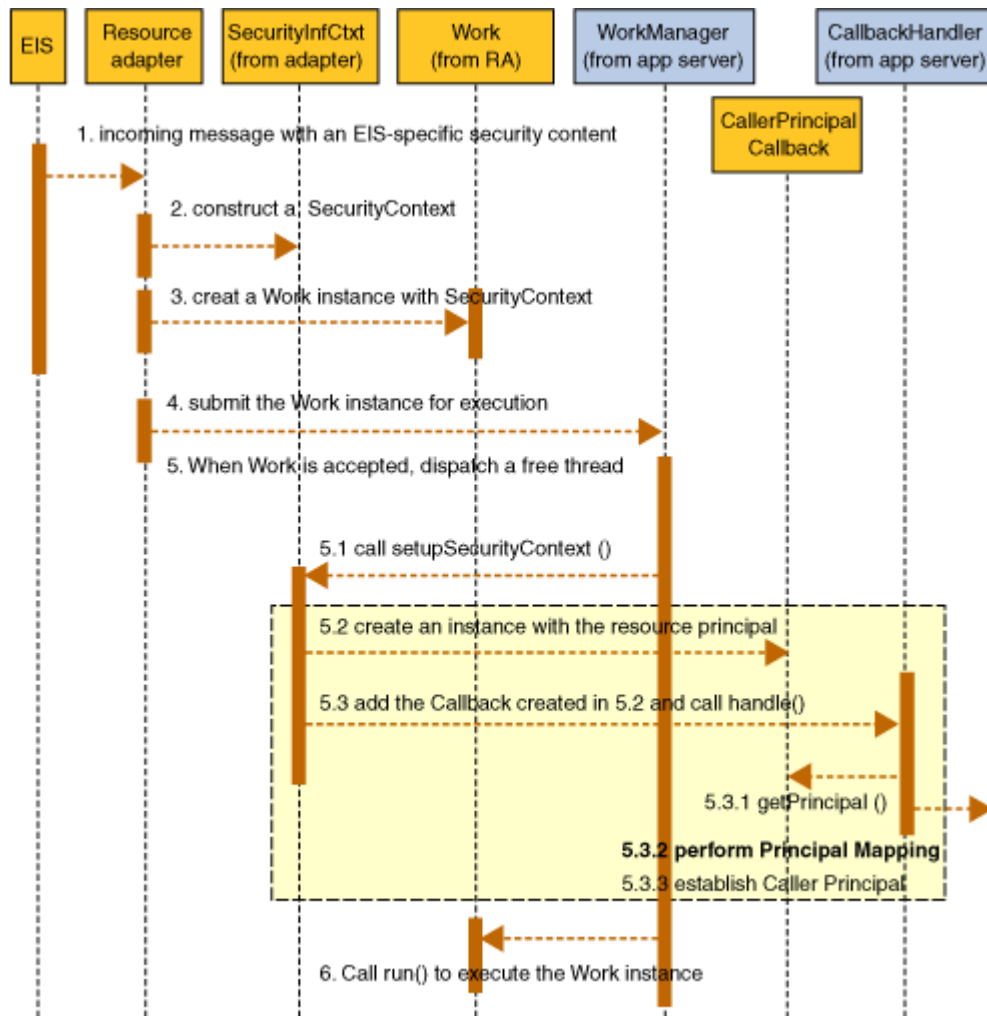 EIS
Resource
adapter
SecurityInfCtxt
(from adapter)
Work
(from RA)
WorkManager
(from app server)
CallbackHandler
(from app server)
CallerPrincipal
Callback
1. incoming message with an EIS-specific security content
2. construct a SecurityContext
3. creat a Work instance with SecurityContext
4. submit the Work instance for execution
5. When Work is accepted, dispatch a free thread
5.1 call setupSecurityContext ()
5.2 create an instance with the resource principal
5.3 add the Callback created in 5.2 and call handle()
5.3.1 getPrincipal ()
5.3.2 perform Principal Mapping
5.3.3 establish Caller Principal
6. Call run() to execute the Work instance